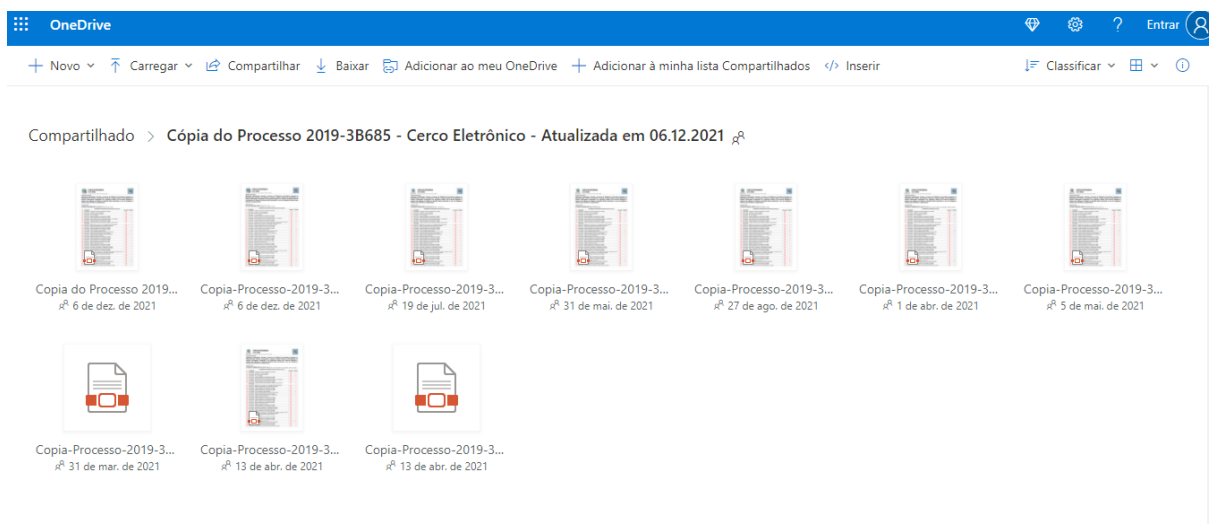 OneDrive
? Entrar
Novo Carregar Compartilhar Baixar Adicionar ao meu OneDrive Adicionar à minha lista Compartilhados </> Inserir Classificar
Compartilhado > Cópia do Processo 2019-3B685 - Cerco Eletrônico - Atualizada em 06.12.2021
Copia do Processo 2019... Copia-Processo-2019-3... Copia-Processo-2019-3... Copia-Processo-2019-3... Copia-Processo-2019-3... Copia-Processo-2019-3... Copia-Processo-2019-3...
6 de dez. de 2021 6 de dez. de 2021 19 de jul. de 2021 31 de mai. de 2021 27 de ago. de 2021 1 de abr. de 2021 5 de mai. de 2021
Copia-Processo-2019-3... Copia-Processo-2019-3... Copia-Processo-2019-3...
31 de mar. de 2021 13 de abr. de 2021 13 de abr. de 2021